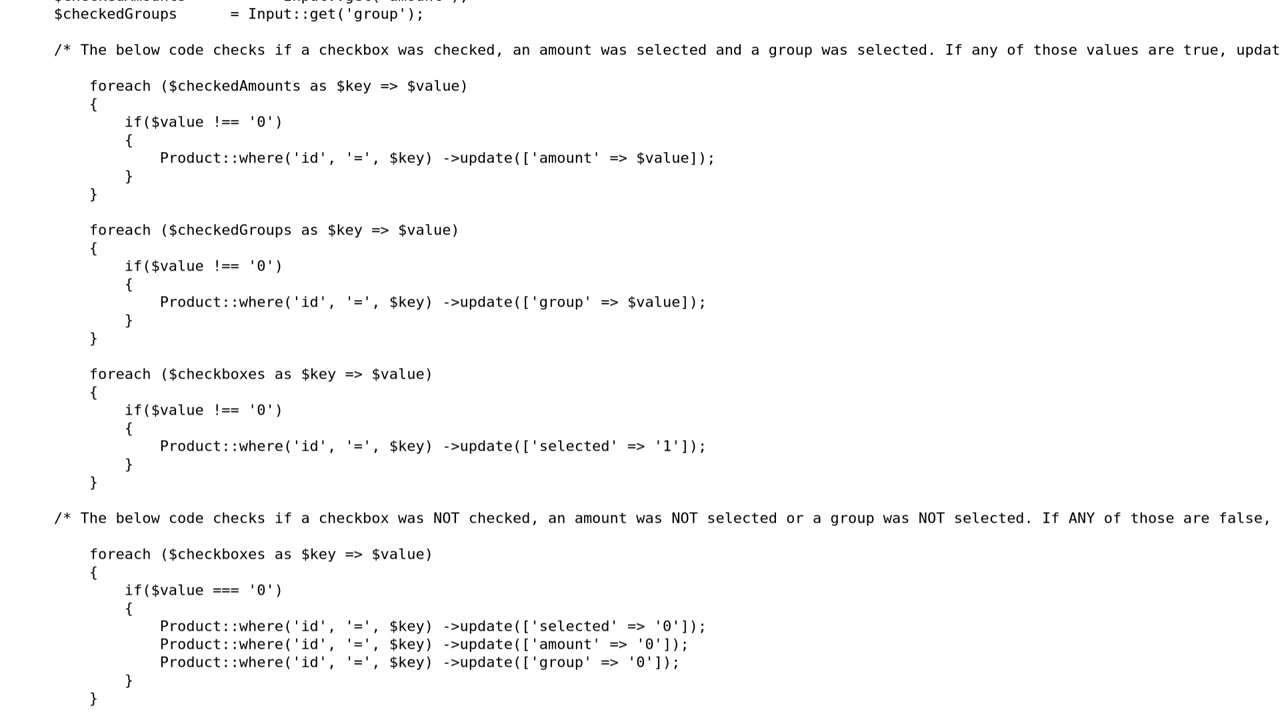 $checkedGroups      = Input::get('group');
/* The below code checks if a checkbox was checked, an amount was selected and a group was selected. If any of those values are true, updat
foreach ($checkedAmounts as $key => $value)
{
if($value !== '0')
{
Product::where('id', '=', $key) ->update(['amount' => $value]);
}
}
foreach ($checkedGroups as $key => $value)
{
if($value !== '0')
{
Product::where('id', '=', $key) ->update(['group' => $value]);
}
}
foreach ($checkboxes as $key => $value)
{
if($value !== '0')
{
Product::where('id', '=', $key) ->update(['selected' => '1']);
}
}
/* The below code checks if a checkbox was NOT checked, an amount was NOT selected or a group was NOT selected. If ANY of those are false,
foreach ($checkboxes as $key => $value)
{
if($value === '0')
{
Product::where('id', '=', $key) ->update(['selected' => '0']);
Product::where('id', '=', $key) ->update(['amount' => '0']);
Product::where('id', '=', $key) ->update(['group' => '0']);
}
}